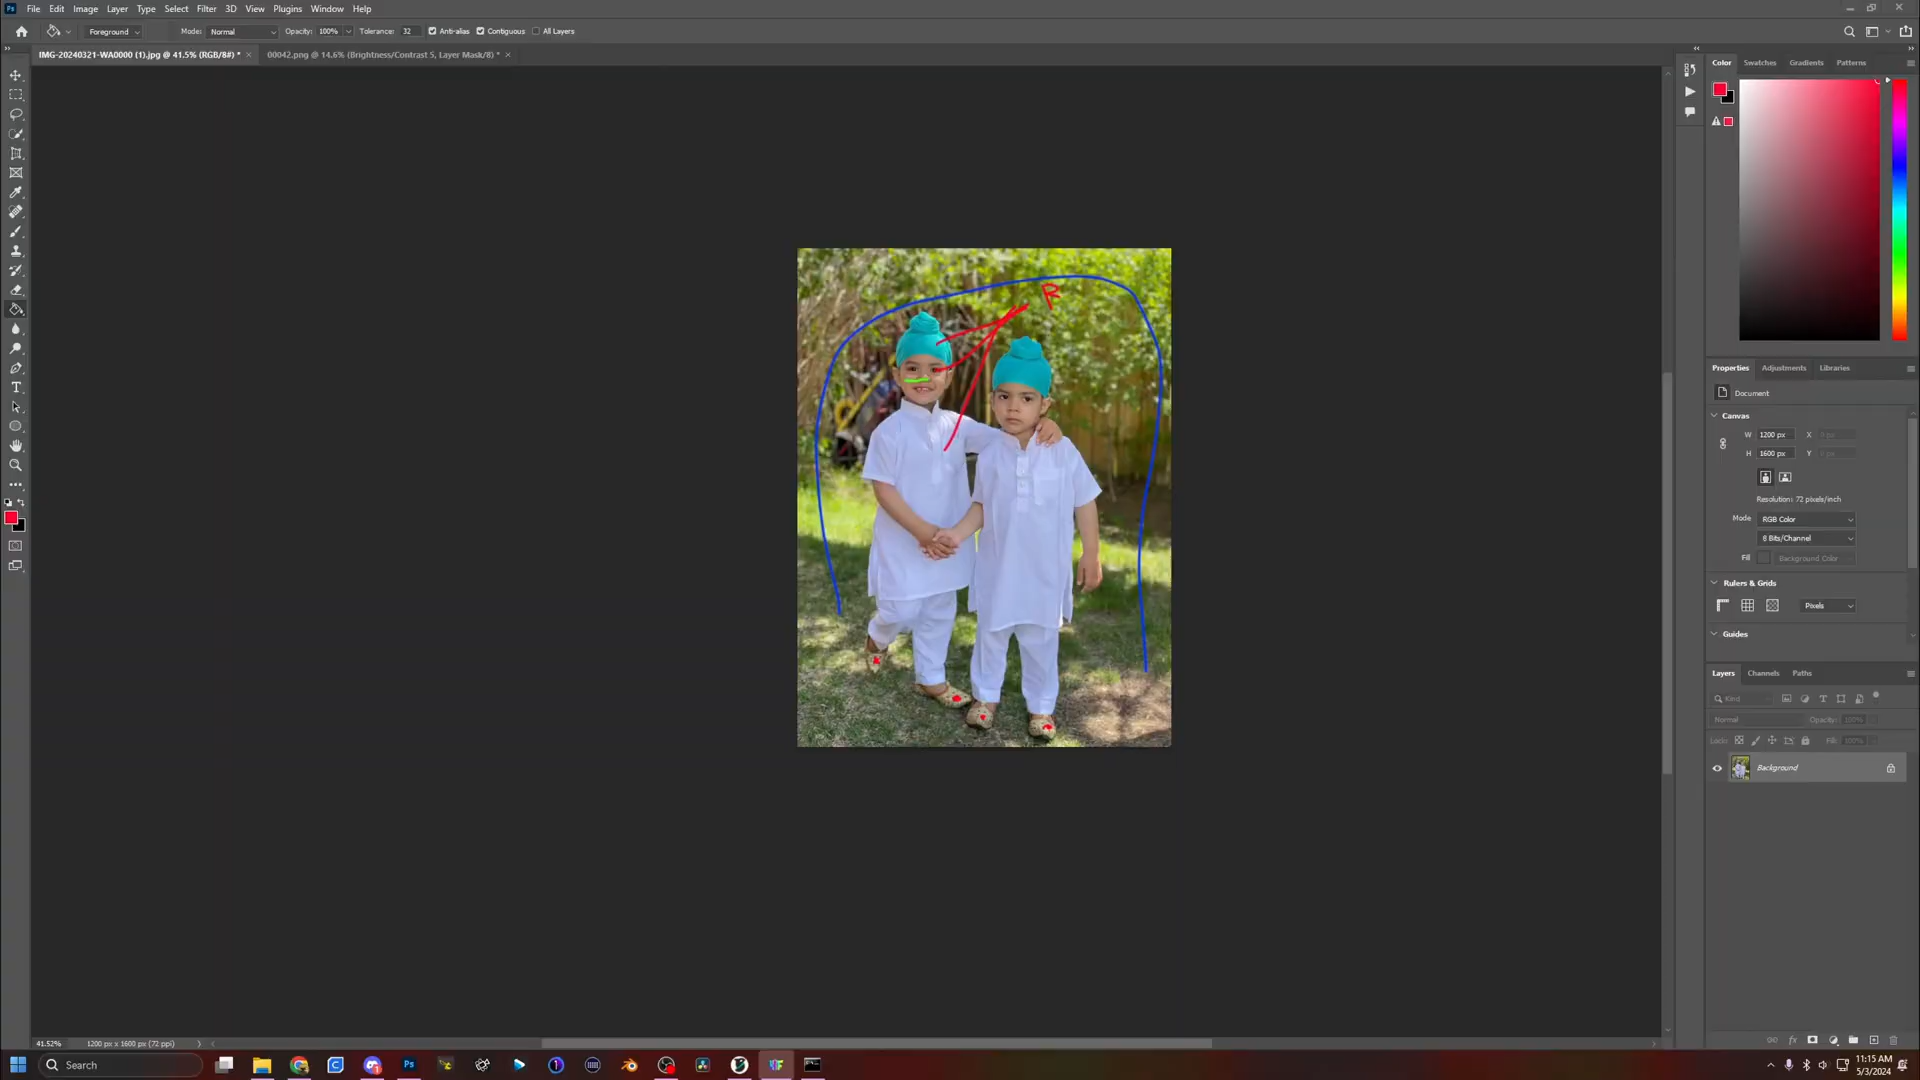 File Edit Image Layer Type Select Filter 3D View Plugins Window Help
Foreground Mode: Normal Opacity: 100% Tolerance: 32 Anti-alias Contiguous All Layers
IMG-20240321-WA0000 (1).jpg @ 41.5% (RGB/8#) * 00042.png @ 14.6% (Brightness/Contrast 5, Layer Mask/8) *
Color Swatches Gradients Patterns
R
Properties Adjustments Libraries
Document
Canvas
W 1200 px X
H 1600 px Y
Resolution: 72 pixels/inch
Mode RGB Color
8 Bits/Channel
Fill Background Color
Rulers & Grids
Pixels
Guides
Layers Channels Paths
Kind
Normal Opacity: 100%
Lock: Fill: 100%
Background
41.52% 1200 px x 1600 px (72 ppi)
Search
11:15 AM
5/3/2024